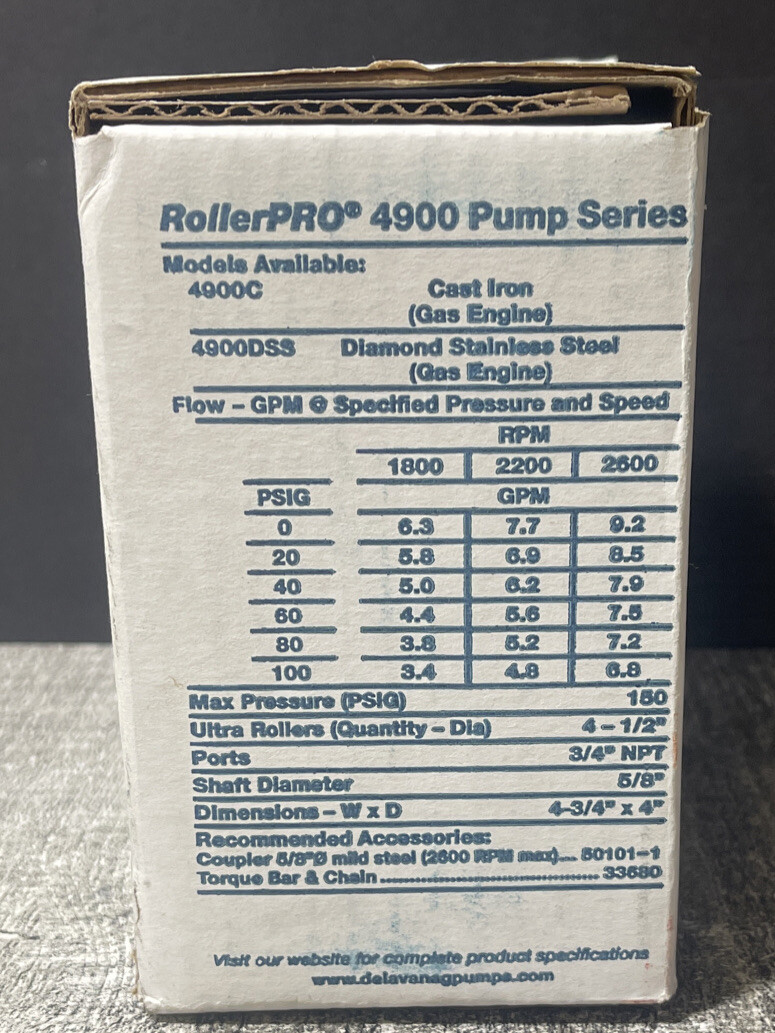 RollerPRO® 4900 Pump Series
Models Available:
4900C Cast Iron
(Gas Engine)
4900DSS Diamond Stainless Steel
(Gas Engine)
Flow – GPM @ Specified Pressure and Speed
RPM
1800 2200 2600
PSIG GPM
0 6.3 7.7 9.2
20 5.8 6.9 8.5
40 5.0 6.2 7.9
60 4.4 5.6 7.5
80 3.8 5.2 7.2
100 3.4 4.8 6.8
Max Pressure (PSIG) 150
Ultra Rollers (Quantity – Dia) 4 – 1/2"
Ports 3/4" NPT
Shaft Diameter 5/8"
Dimensions – W x D 4-3/4" x 4"
Recommended Accessories:
Coupler 5/8"Ø mild steel (2600 RPM max).... 50101-1
Torque Bar & Chain ........................................ 33680
Visit our website for complete product specifications
www.delavanagpumps.com